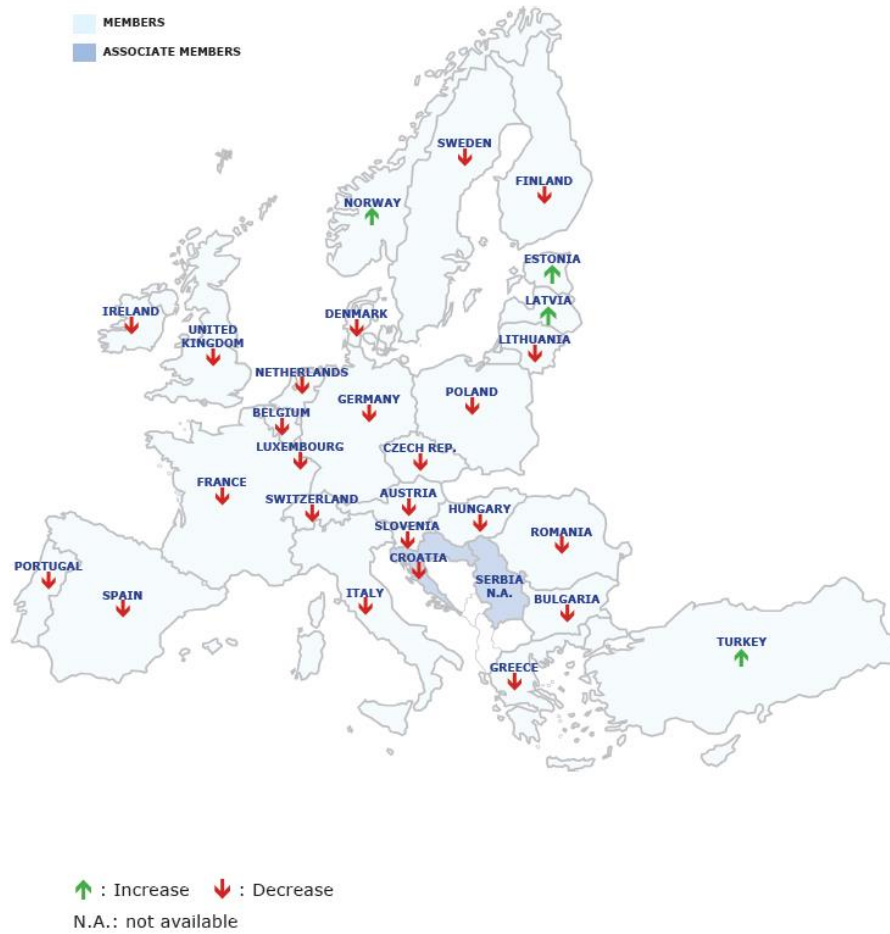 MEMBERS
ASSOCIATE MEMBERS
SWEDEN
FINLAND
NORWAY
ESTONIA
LATVIA
IRELAND
DENMARK
UNITED
KINGDOM
LITHUANIA
NETHERLANDS
GERMANY
POLAND
BELGIUM
LUXEMBOURG
CZECH REP.
FRANCE
SWITZERLAND
AUSTRIA
HUNGARY
SLOVENIA
ROMANIA
CROATIA
PORTUGAL
SPAIN
ITALY
SERBIA
N.A.
BULGARIA
TURKEY
GREECE
: Increase : Decrease
N.A.: not available